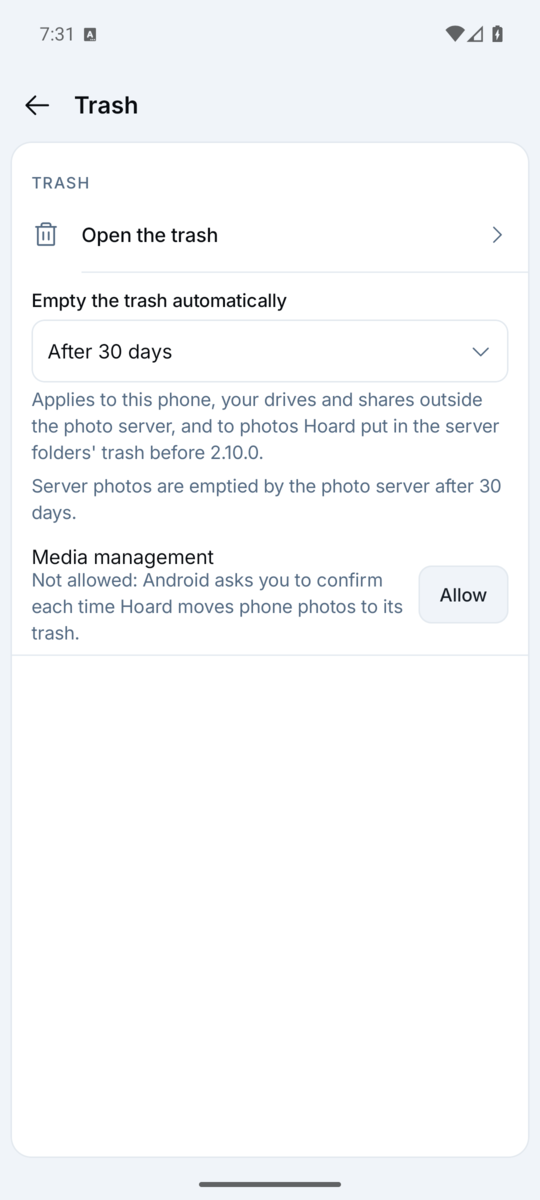 7:31
Trash
TRASH
Open the trash
Empty the trash automatically
After 30 days
Applies to this phone, your drives and shares outside
the photo server, and to photos Hoard put in the server
folders' trash before 2.10.0.
Server photos are emptied by the photo server after 30
days.
Media management
Not allowed: Android asks you to confirm
each time Hoard moves phone photos to its
trash.
Allow